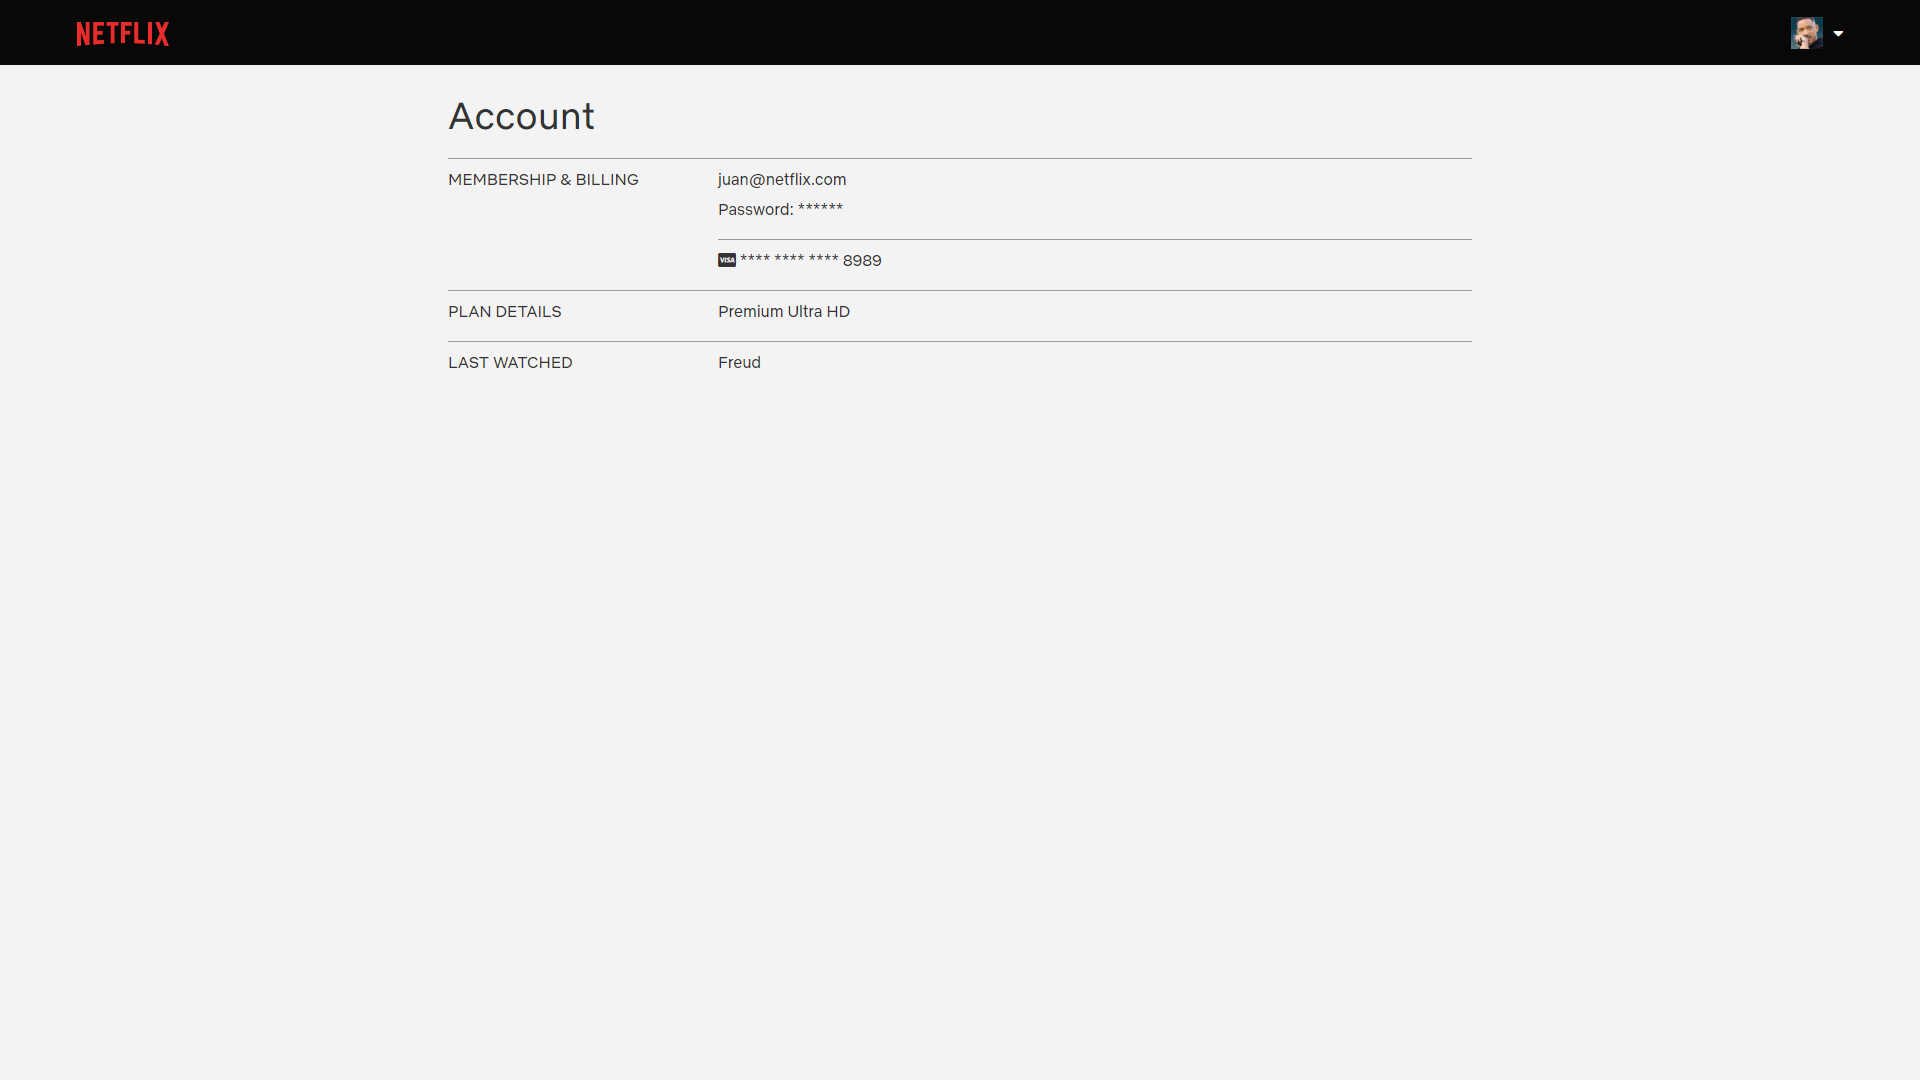 NETFLIX
Account
MEMBERSHIP & BILLING
juan@netflix.com
Password: ******
VISA **** **** **** 8989
PLAN DETAILS
Premium Ultra HD
LAST WATCHED
Freud